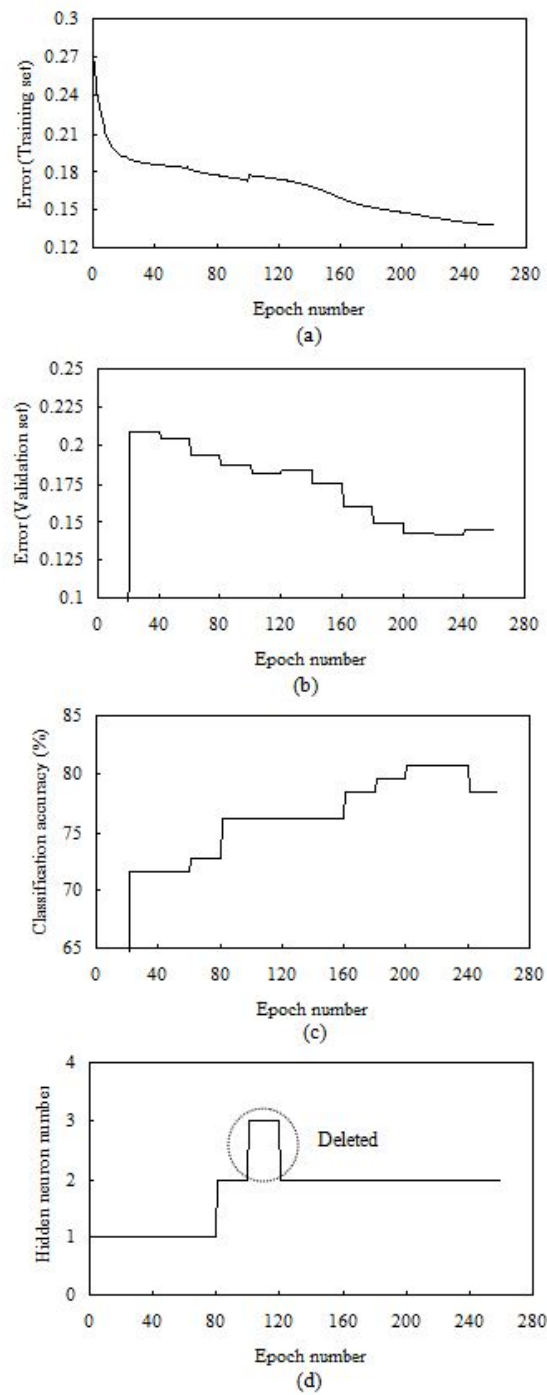 0.3
0.27
0.24
0.21
0.18
0.15
0.12
Error (Training set)
0 40 80 120 160 200 240 280
Epoch number
(a)
0.25
0.225
0.2
0.175
0.15
0.125
0.1
Error (Validation set)
0 40 80 120 160 200 240 280
Epoch number
(b)
85
80
75
70
65
Classification accuracy (%)
0 40 80 120 160 200 240 280
Epoch number
(c)
4
3
2
1
0
Hidden neuron number
Deleted
0 40 80 120 160 200 240 280
Epoch number
(d)